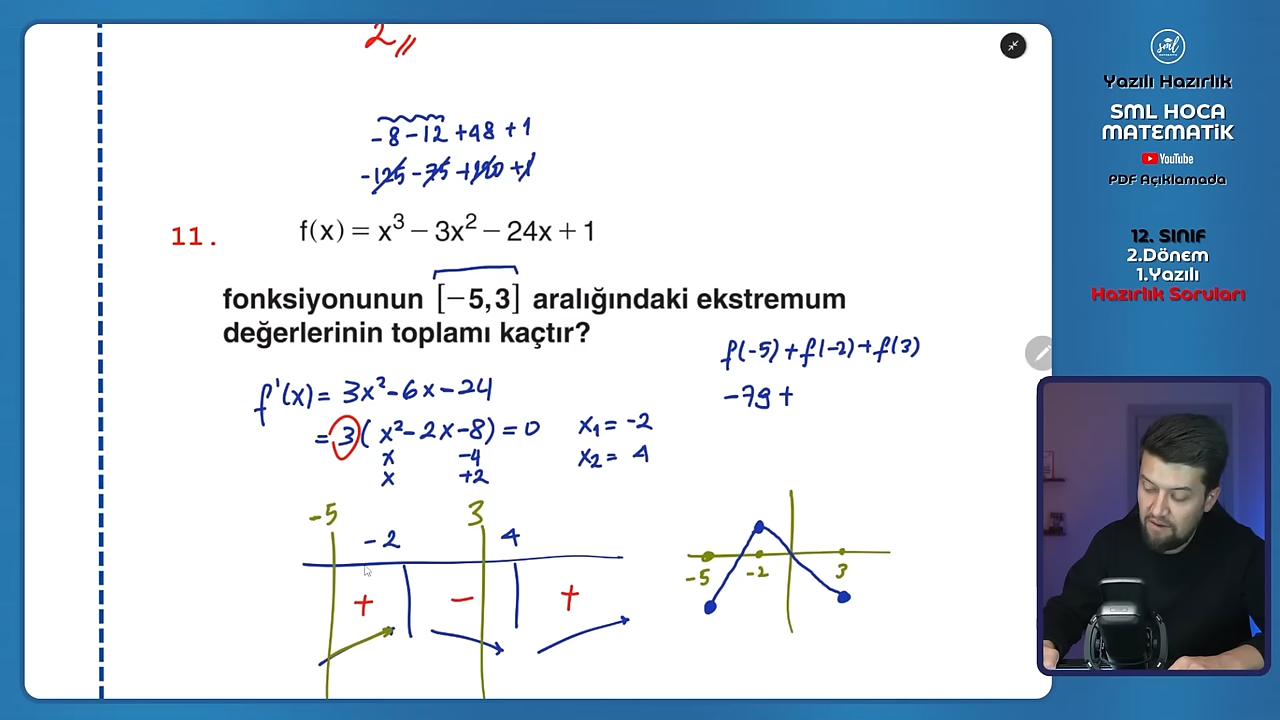 2,,
-8-12+48+1
-125-75+120+1
11.
f(x) = x³ - 3x² - 24x + 1
fonksiyonunun [-5,3] aralığındaki ekstremum
değerlerinin toplamı kaçtır?
f(-5)+f(-2)+f(3)
-79+
f'(x) = 3x²-6x-24
= 3(x²-2x-8) = 0
x -4
x +2
x₁ = -2
x₂ = 4
-5 3
-2 4
+ - +
-5 -2 3
sml
Yazılı Hazırlık
SML HOCA
MATEMATİK
YouTube
PDF Açıklamada
12. SINIF
2.Dönem
1.Yazılı
Hazırlık Soruları